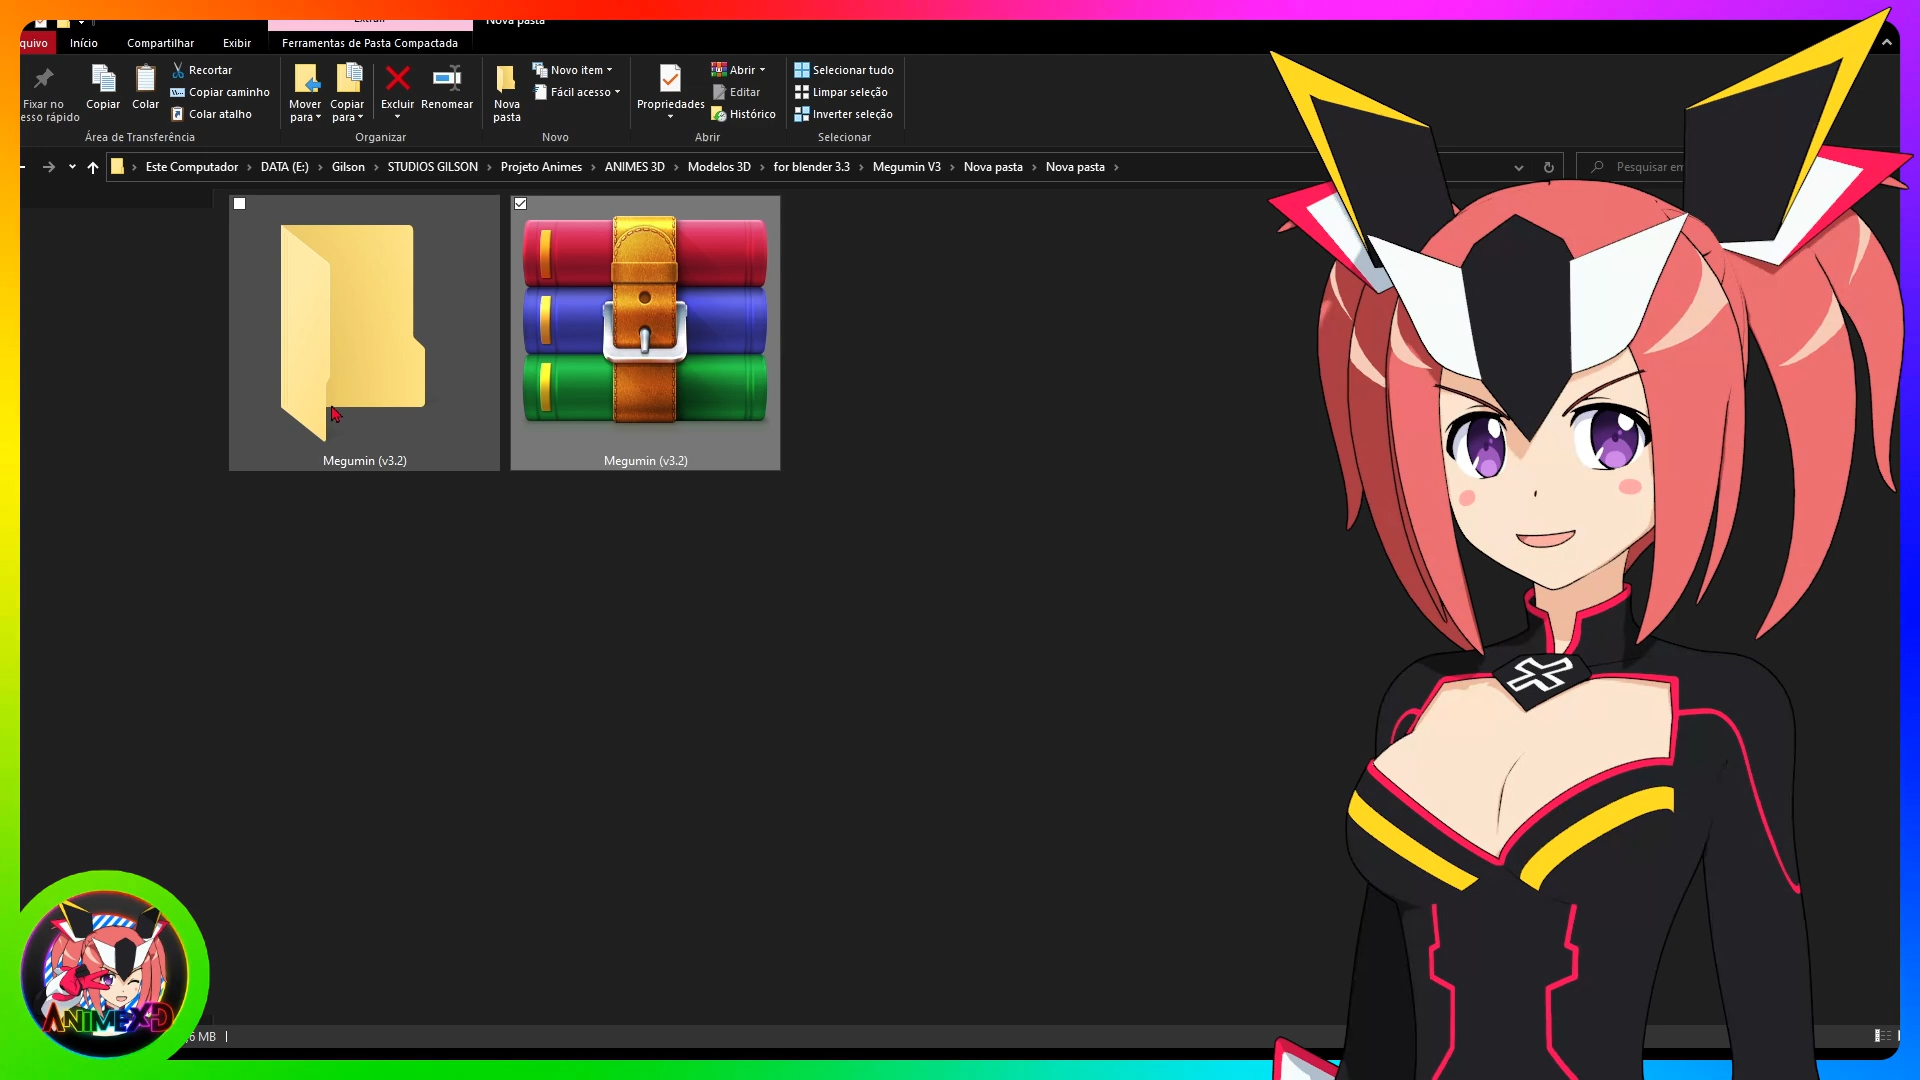 Extrair
Nova pasta
quivo
Início
Compartilhar
Exibir
Ferramentas de Pasta Compactada
Fixar no
esso rápido
Copiar
Colar
Recortar
Copiar caminho
Colar atalho
Área de Transferência
Mover
para
Copiar
para
Excluir
Renomear
Organizar
Nova
pasta
Novo item
Fácil acesso
Novo
Propriedades
Abrir
Editar
Histórico
Abrir
Selecionar tudo
Limpar seleção
Inverter seleção
Selecionar
Este Computador > DATA (E:) > Gilson > STUDIOS GILSON > Projeto Animes > ANIMES 3D > Modelos 3D > for blender 3.3 > Megumin V3 > Nova pasta > Nova pasta >
Pesquisar em
Megumin (v3.2)
Megumin (v3.2)
ANIMEXD
,6 MB